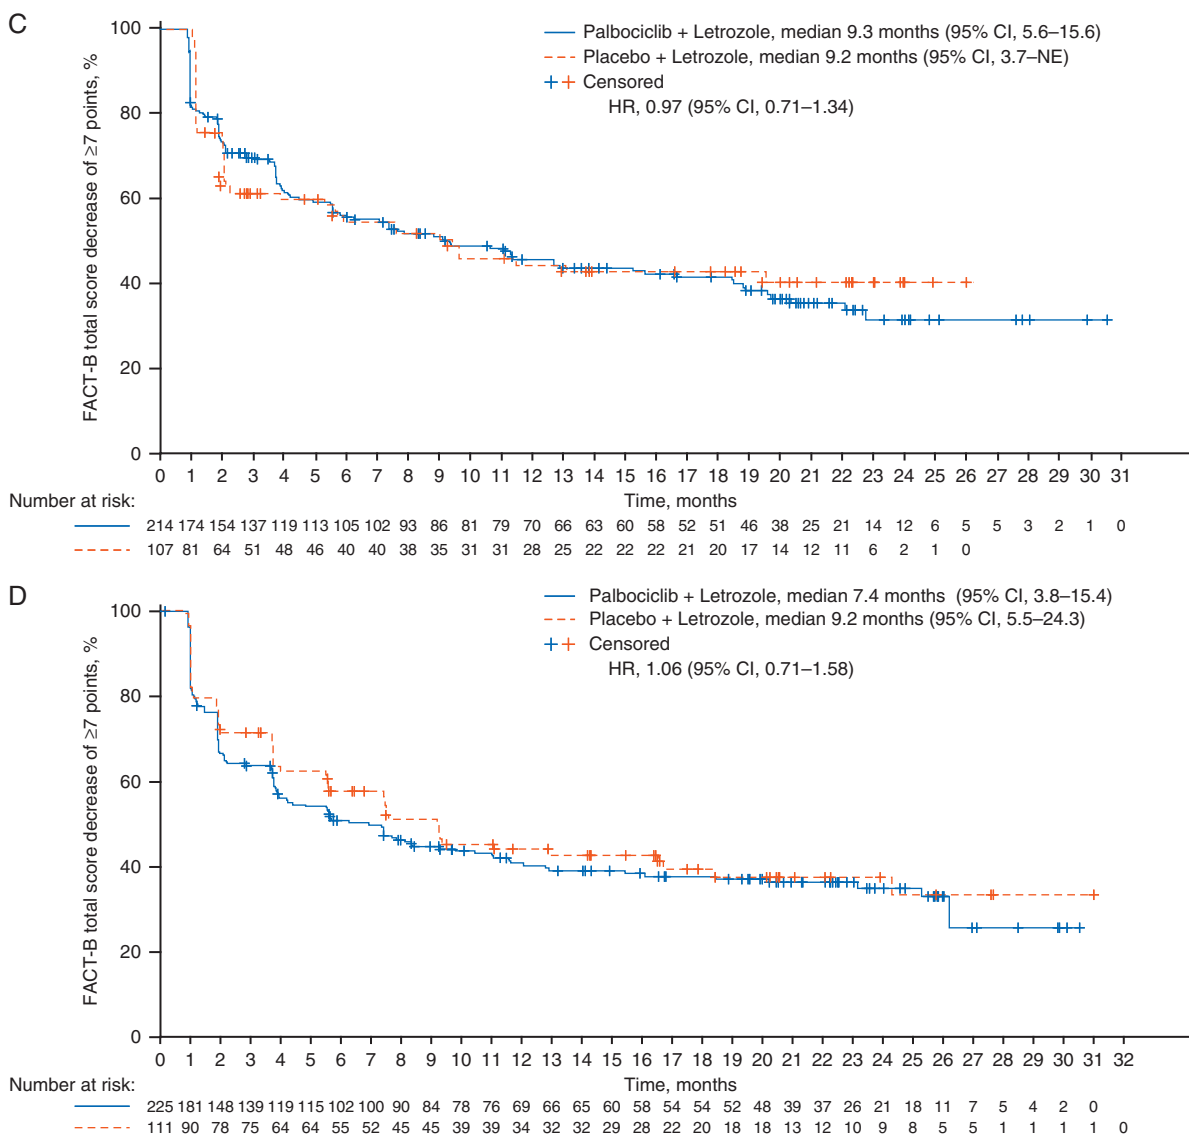 C
Palbociclib + Letrozole, median 9.3 months (95% CI, 5.6–15.6)
Placebo + Letrozole, median 9.2 months (95% CI, 3.7–NE)
Censored
HR, 0.97 (95% CI, 0.71–1.34)
FACT-B total score decrease of ≥7 points, %
100
80
60
40
20
0
0 1 2 3 4 5 6 7 8 9 10 11 12 13 14 15 16 17 18 19 20 21 22 23 24 25 26 27 28 29 30 31
Number at risk:
Time, months
214 174 154 137 119 113 105 102 93 86 81 79 70 66 63 60 58 52 51 46 38 25 21 14 12 6 5 5 3 2 1 0
107 81 64 51 48 46 40 40 38 35 31 31 28 25 22 22 22 21 20 17 14 12 11 6 2 1 0
D
Palbociclib + Letrozole, median 7.4 months (95% CI, 3.8–15.4)
Placebo + Letrozole, median 9.2 months (95% CI, 5.5–24.3)
Censored
HR, 1.06 (95% CI, 0.71–1.58)
FACT-B total score decrease of ≥7 points, %
100
80
60
40
20
0
0 1 2 3 4 5 6 7 8 9 10 11 12 13 14 15 16 17 18 19 20 21 22 23 24 25 26 27 28 29 30 31 32
Number at risk:
Time, months
225 181 148 139 119 115 102 100 90 84 78 76 69 66 65 60 58 54 54 52 48 39 37 26 21 18 11 7 5 4 2 0
111 90 78 75 64 64 55 52 45 45 39 39 34 32 32 29 28 22 20 18 18 13 12 10 9 8 5 5 1 1 1 1 0